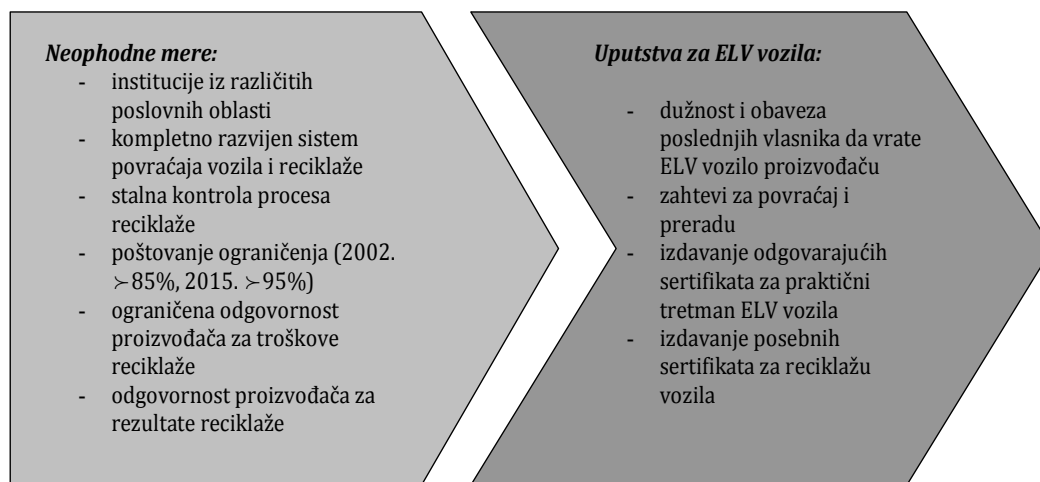 Neophodne mere:
- institucije iz različitih
poslovnih oblasti
- kompletno razvijen sistem
povraćaja vozila i reciklaže
- stalna kontrola procesa
reciklaže
- poštovanje ograničenja (2002.
≻85%, 2015. ≻95%)
- ograničena odgovornost
proizvođača za troškove
reciklaže
- odgovornost proizvođača za
rezultate reciklaže
Uputstva za ELV vozila:
- dužnost i obaveza
poslednjih vlasnika da vrate
ELV vozilo proizvođaču
- zahtevi za povraćaj i
preradu
- izdavanje odgovarajućih
sertifikata za praktični
tretman ELV vozila
- izdavanje posebnih
sertifikata za reciklažu
vozila